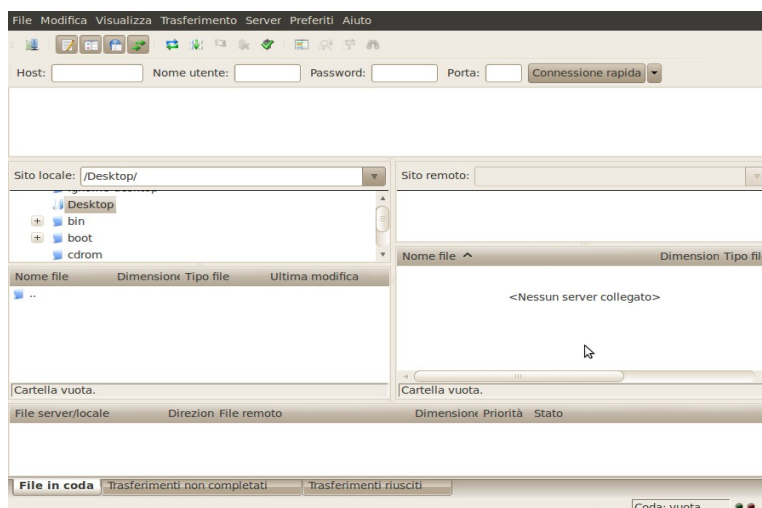 File Modifica Visualizza Trasferimento Server Preferiti Aiuto
Host: Nome utente: Password: Porta: Connessione rapida
Sito locale: /Desktop/
Desktop
bin
boot
cdrom
Nome file Dimensione Tipo file Ultima modifica
..
Cartella vuota.
Sito remoto:
Nome file Dimension Tipo fil
<Nessun server collegato>
Cartella vuota.
File server/locale Direzion File remoto Dimensione Priorità Stato
File in coda Trasferimenti non completati Trasferimenti riusciti
Coda: vuota